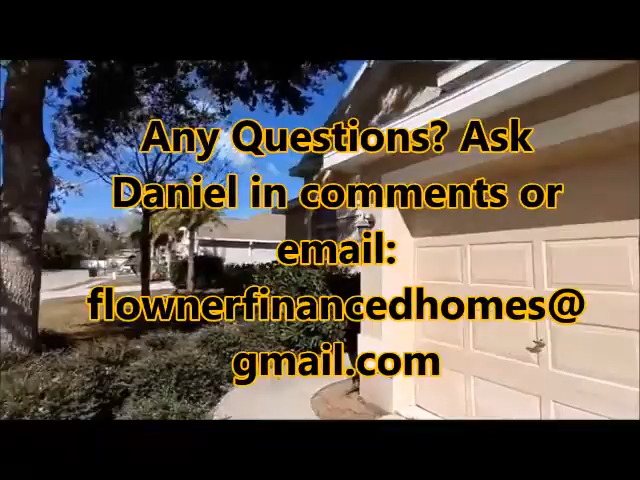 Any Questions? Ask
Daniel in comments or
email:
flownerfinancedhomes@
gmail.com